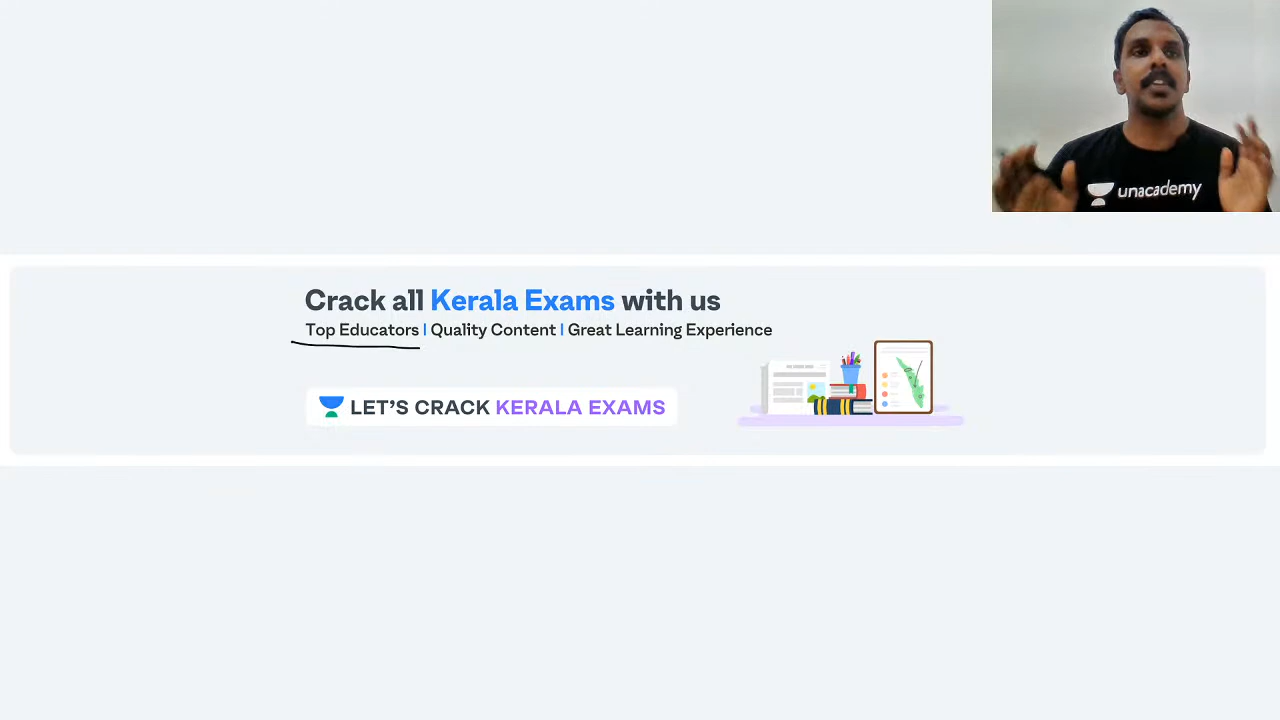 unacademy
Crack all Kerala Exams with us
Top Educators | Quality Content | Great Learning Experience
LET'S CRACK KERALA EXAMS